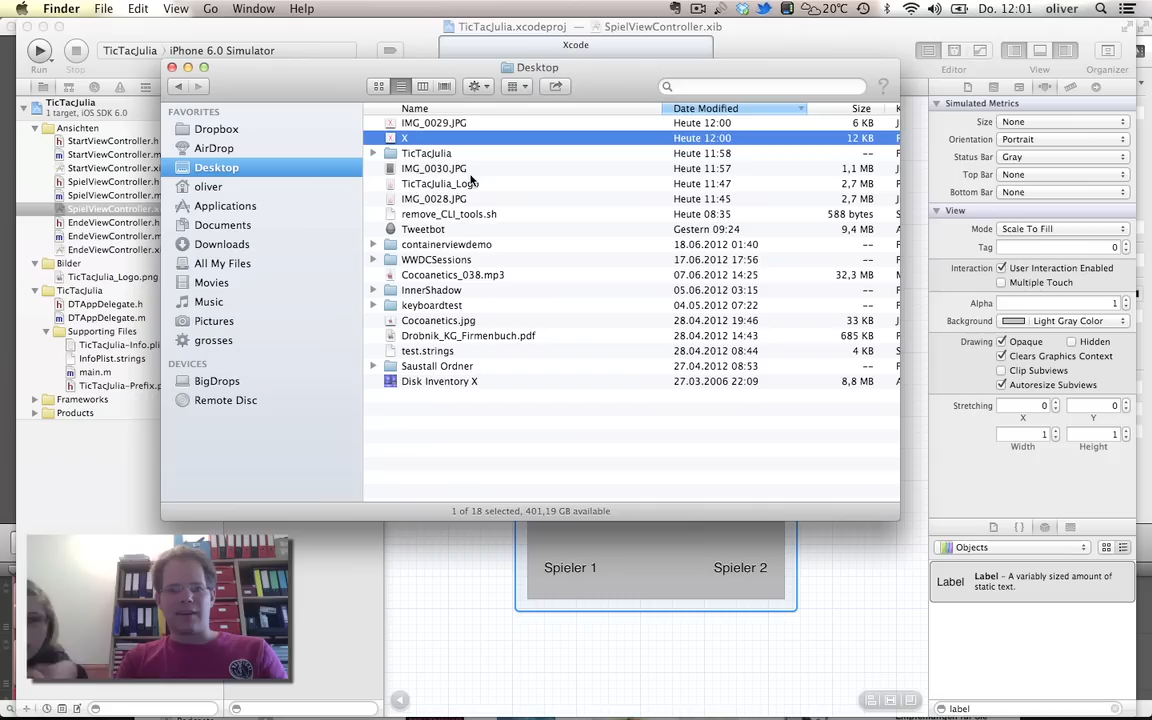 Finder File Edit View Go Window Help
20°C Do. 12:01 oliver
TicTacJulia.xcodeproj › SpielViewController.xib
Run Stop
TicTacJulia › iPhone 6.0 Simulator
Xcode
Editor View Organizer
Desktop
TicTacJulia
1 target, iOS SDK 6.0
Ansichten
StartViewController.h
StartViewController.m
StartViewController.xi
SpielViewController.h
SpielViewController.m
SpielViewController.xi
EndeViewController.h
EndeViewController.m
EndeViewController.xi
Bilder
TicTacJulia_Logo.png
TicTacJulia
DTAppDelegate.h
DTAppDelegate.m
Supporting Files
TicTacJulia-Info.pli
InfoPlist.strings
main.m
TicTacJulia-Prefix.p
Frameworks
Products
FAVORITES
Dropbox
AirDrop
Desktop
oliver
Applications
Documents
Downloads
All My Files
Movies
Music
Pictures
grosses
DEVICES
BigDrops
Remote Disc
Name Date Modified Size
IMG_0029.JPG Heute 12:00 6 KB
X Heute 12:00 12 KB
TicTacJulia Heute 11:58 --
IMG_0030.JPG Heute 11:57 1,1 MB
TicTacJulia_Logo Heute 11:47 2,7 MB
IMG_0028.JPG Heute 11:45 2,7 MB
remove_CLI_tools.sh Heute 08:35 588 bytes
Tweetbot Gestern 09:24 9,4 MB
containerviewdemo 18.06.2012 01:40 --
WWDCSessions 17.06.2012 17:56 --
Cocoanetics_038.mp3 07.06.2012 14:25 32,3 MB
InnerShadow 05.06.2012 03:15 --
keyboardtest 04.05.2012 07:22 --
Cocoanetics.jpg 28.04.2012 19:46 33 KB
Drobnik_KG_Firmenbuch.pdf 28.04.2012 14:43 685 KB
test.strings 28.04.2012 08:44 4 KB
Saustall Ordner 27.04.2012 08:53 --
Disk Inventory X 27.03.2006 22:09 8,8 MB
1 of 18 selected, 401,19 GB available
Spieler 1 Spieler 2
Simulated Metrics
Size None
Orientation Portrait
Status Bar Gray
Top Bar None
Bottom Bar None
View
Mode Scale To Fill
Tag 0
Interaction User Interaction Enabled
Multiple Touch
Alpha 1
Background Light Gray Color
Drawing Opaque Hidden
Clears Graphics Context
Clip Subviews
Autoresize Subviews
Stretching 0 0
X Y
1 1
Width Height
Objects
Label Label - A variably sized amount of
static text.
label